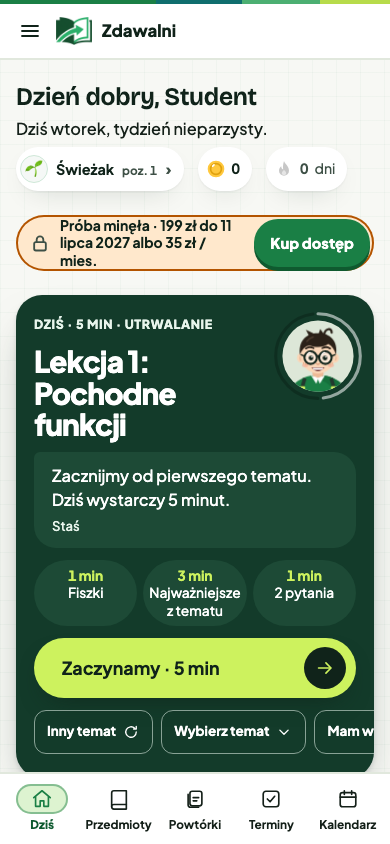 Zdawalni
Dzień dobry, Student
Dziś wtorek, tydzień nieparzysty.
Świeżak poz. 1 ›
0
0 dni
Próba minęła · 199 zł do 11
lipca 2027 albo 35 zł /
mies.
Kup dostęp
DZIŚ · 5 MIN · UTRWALANIE
Lekcja 1:
Pochodne
funkcji
Zacznijmy od pierwszego tematu.
Dziś wystarczy 5 minut.
Staś
1 min
Fiszki
3 min
Najważniejsze
z tematu
1 min
2 pytania
Zaczynamy · 5 min
Inny temat
Wybierz temat
Mam w
Dziś
Przedmioty
Powtórki
Terminy
Kalendarz